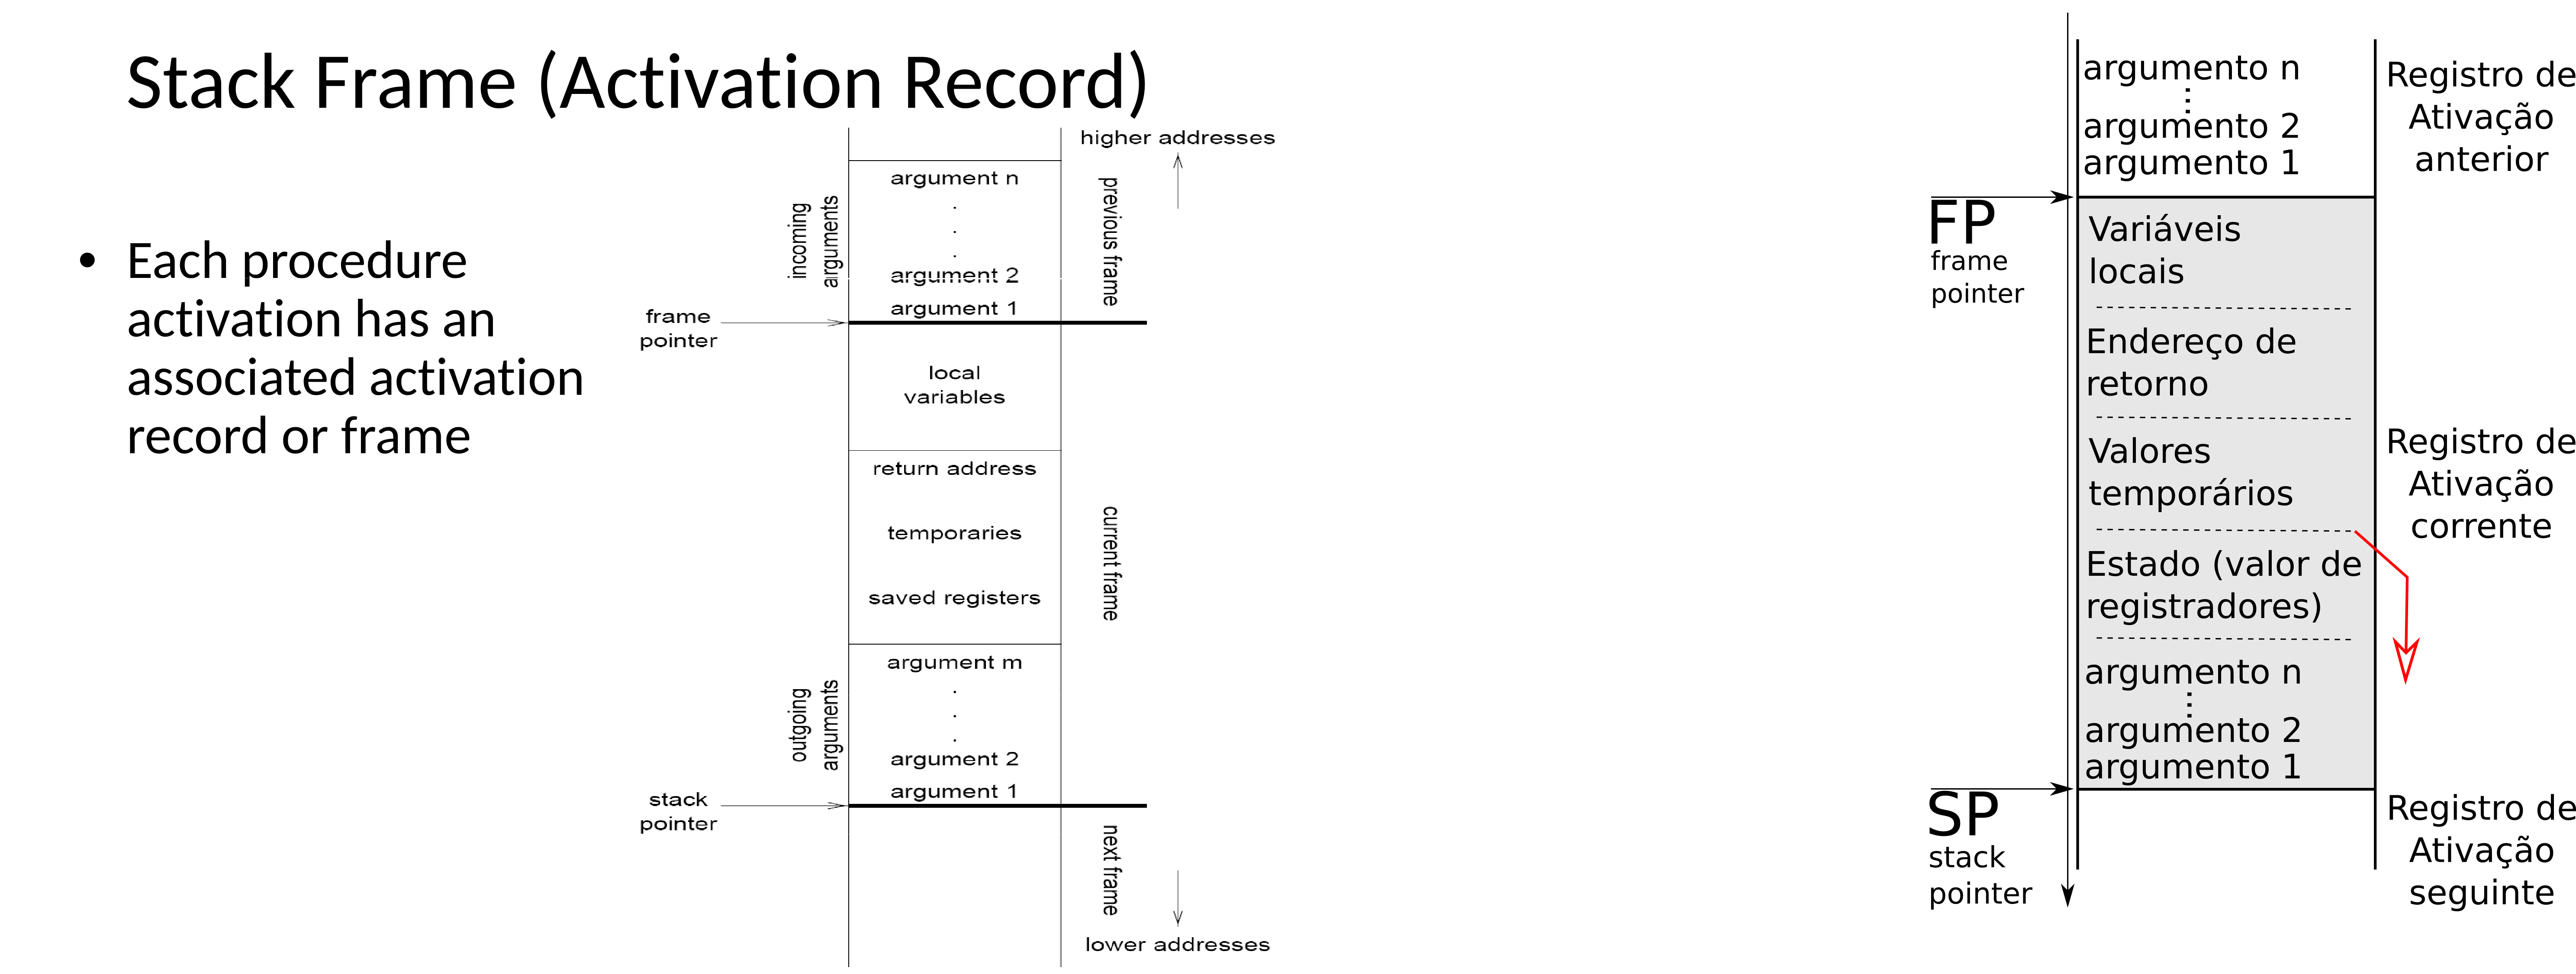 Stack Frame (Activation Record)
• Each procedure
activation has an
associated activation
record or frame
higher addresses
incoming
arguments
argument n
.
.
.
argument 2
argument 1
previous frame
frame
pointer
local
variables
return address
temporaries
saved registers
current frame
outgoing
arguments
argument m
.
.
.
argument 2
argument 1
stack
pointer
next frame
lower addresses
argumento n
argumento 2
argumento 1
Registro de
Ativação
anterior
FP
frame
pointer
Variáveis
locais
Endereço de
retorno
Valores
temporários
Estado (valor de
registradores)
Registro de
Ativação
corrente
argumento n
argumento 2
argumento 1
SP
stack
pointer
Registro de
Ativação
seguinte